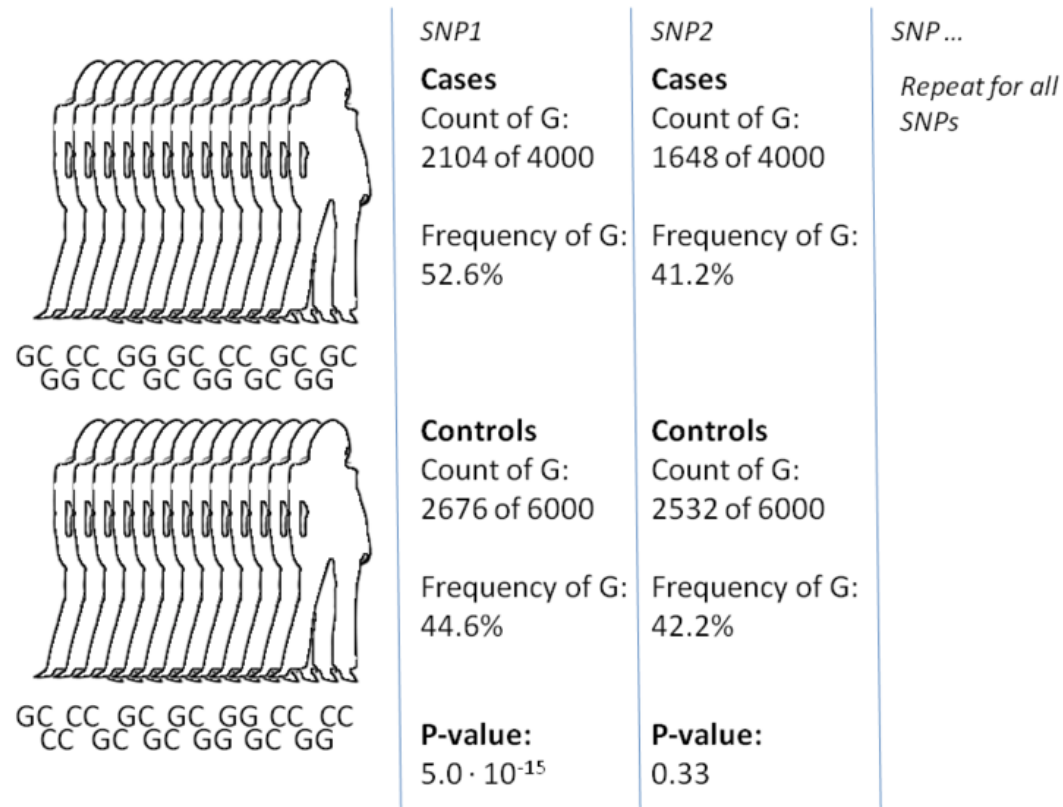 SNP1
Cases
Count of G:
2104 of 4000
Frequency of G:
52.6%
Controls
Count of G:
2676 of 6000
Frequency of G:
44.6%
P-value:
5.0 · 10⁻¹⁵
SNP2
Cases
Count of G:
1648 of 4000
Frequency of G:
41.2%
Controls
Count of G:
2532 of 6000
Frequency of G:
42.2%
P-value:
0.33
SNP ...
Repeat for all
SNPs
GC CC GG GC CC GC GC
GG CC GC GG GC GG
GC CC GC GC GG CC CC
CC GC GC GG GC GG